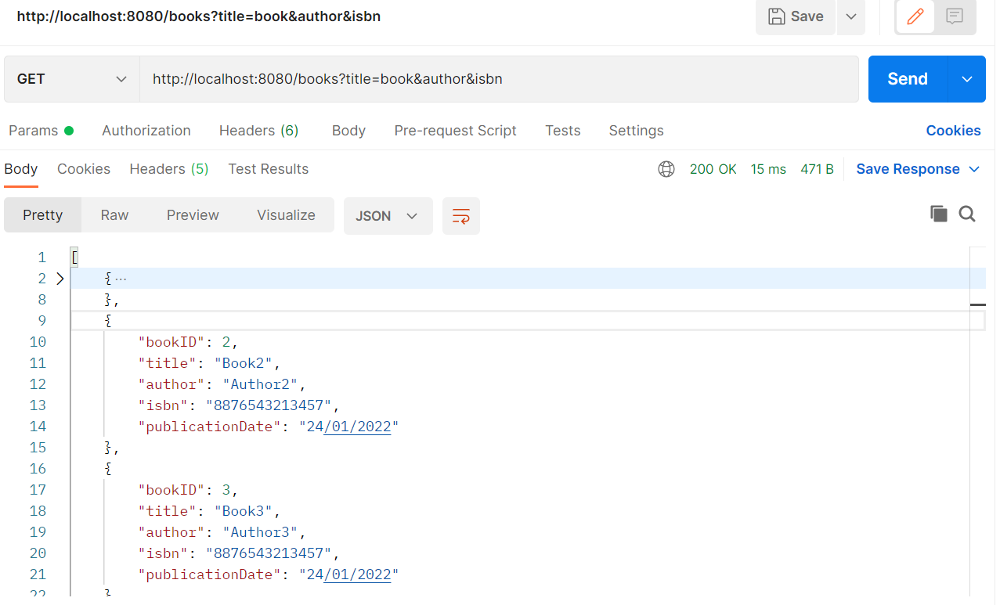 http://localhost:8080/books?title=book&author&isbn
Save
GET
http://localhost:8080/books?title=book&author&isbn
Send
Params Authorization Headers (6) Body Pre-request Script Tests Settings Cookies
Body Cookies Headers (5) Test Results 200 OK 15 ms 471 B Save Response
Pretty Raw Preview Visualize JSON
1 [
2 { ...
8 },
9 {
10 "bookID": 2,
11 "title": "Book2",
12 "author": "Author2",
13 "isbn": "8876543213457",
14 "publicationDate": "24/01/2022"
15 },
16 {
17 "bookID": 3,
18 "title": "Book3",
19 "author": "Author3",
20 "isbn": "8876543213457",
21 "publicationDate": "24/01/2022"
22 }